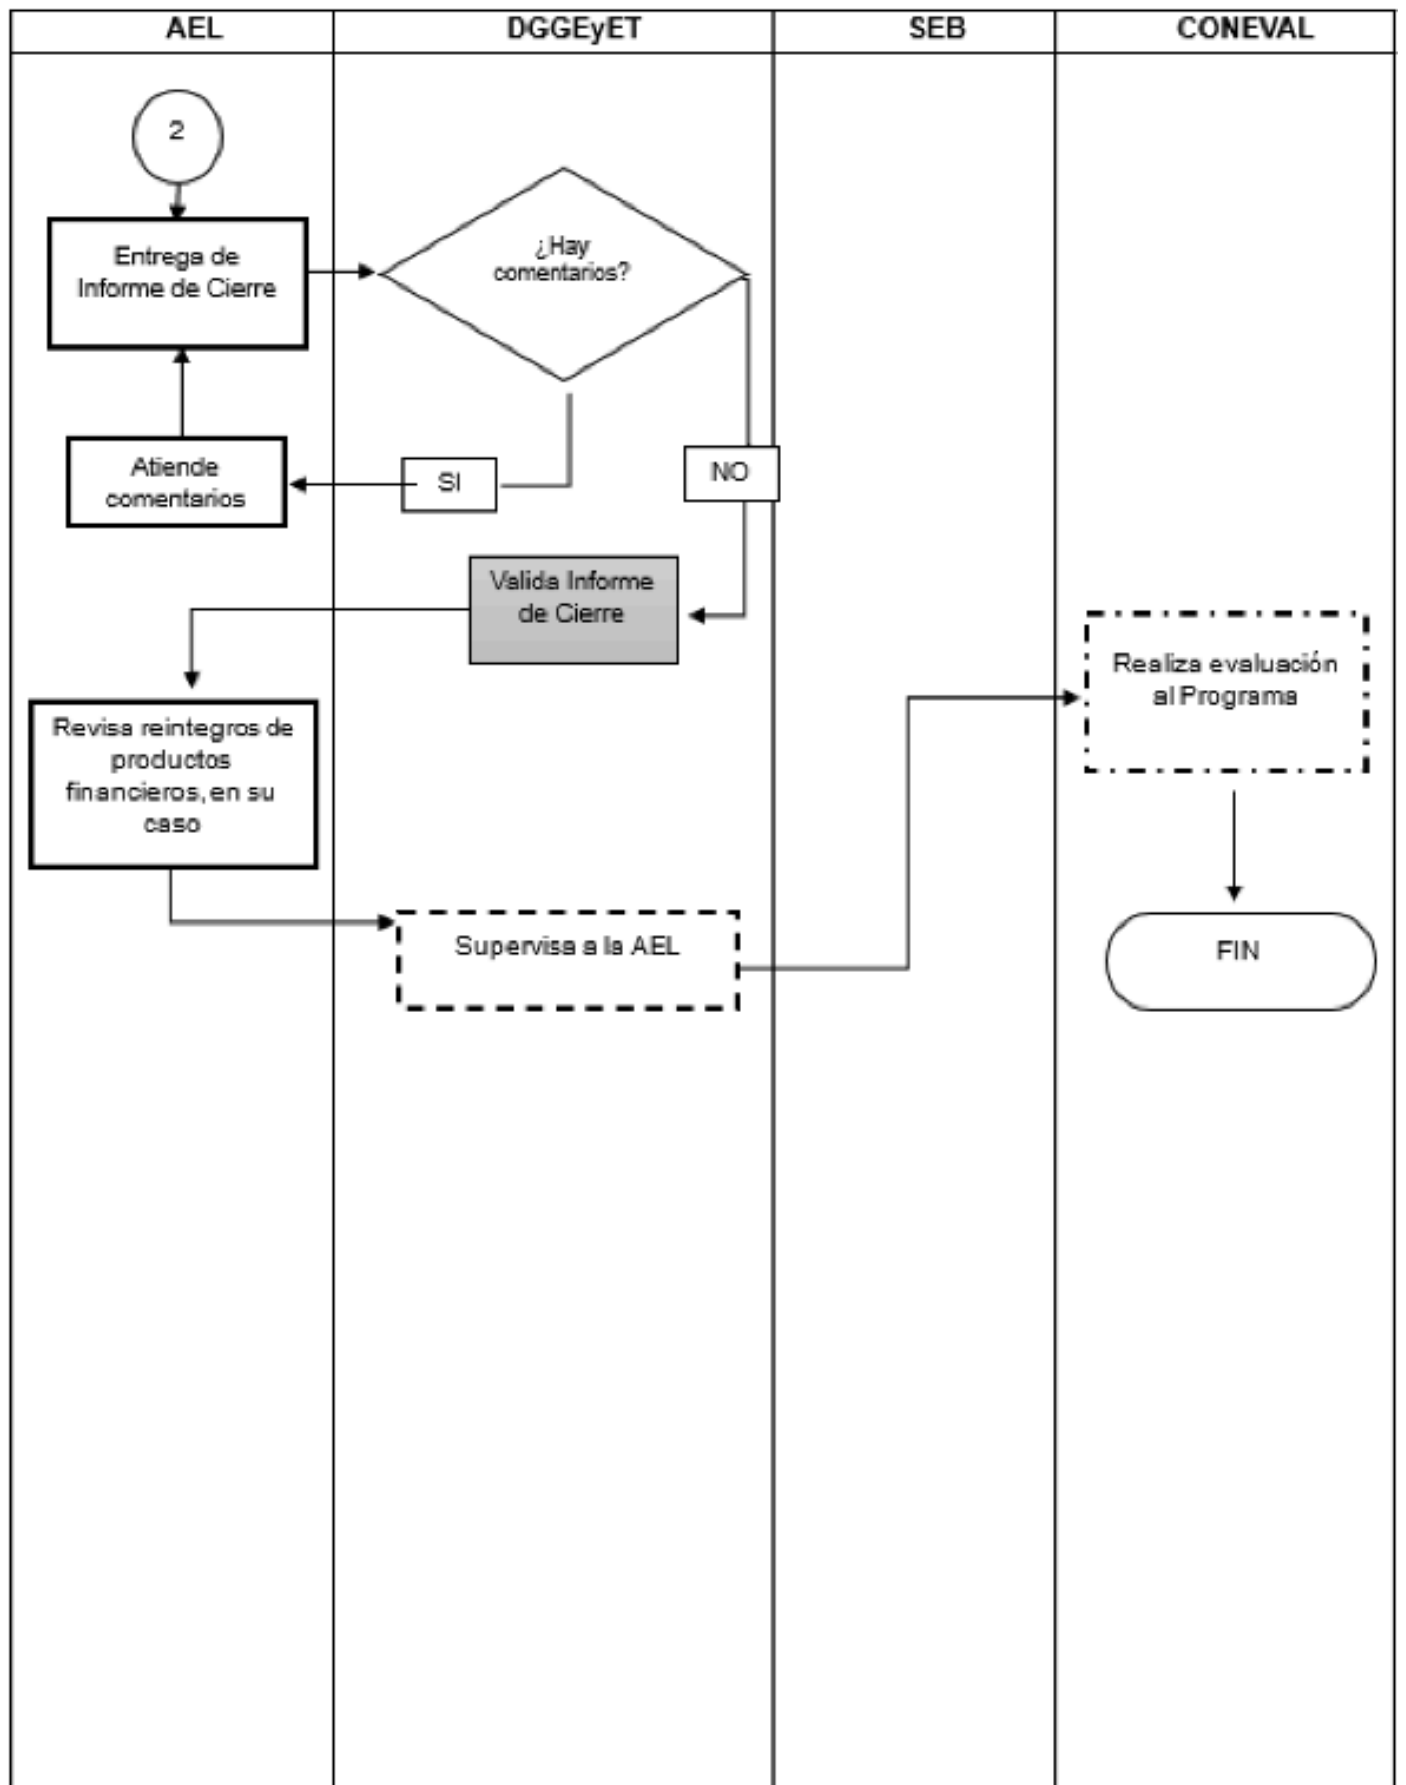 AEL
DGGEyET
SEB
CONEVAL
2
¿Hay
comentarios?
Entrega de
Informe de Cierre
Atiende
comentarios
SI
NO
Valida Informe
de Cierre
Realiza evaluación
al Programa
Revisa reintegros de
productos
financieros, en su
caso
Supervisa a la AEL
FIN